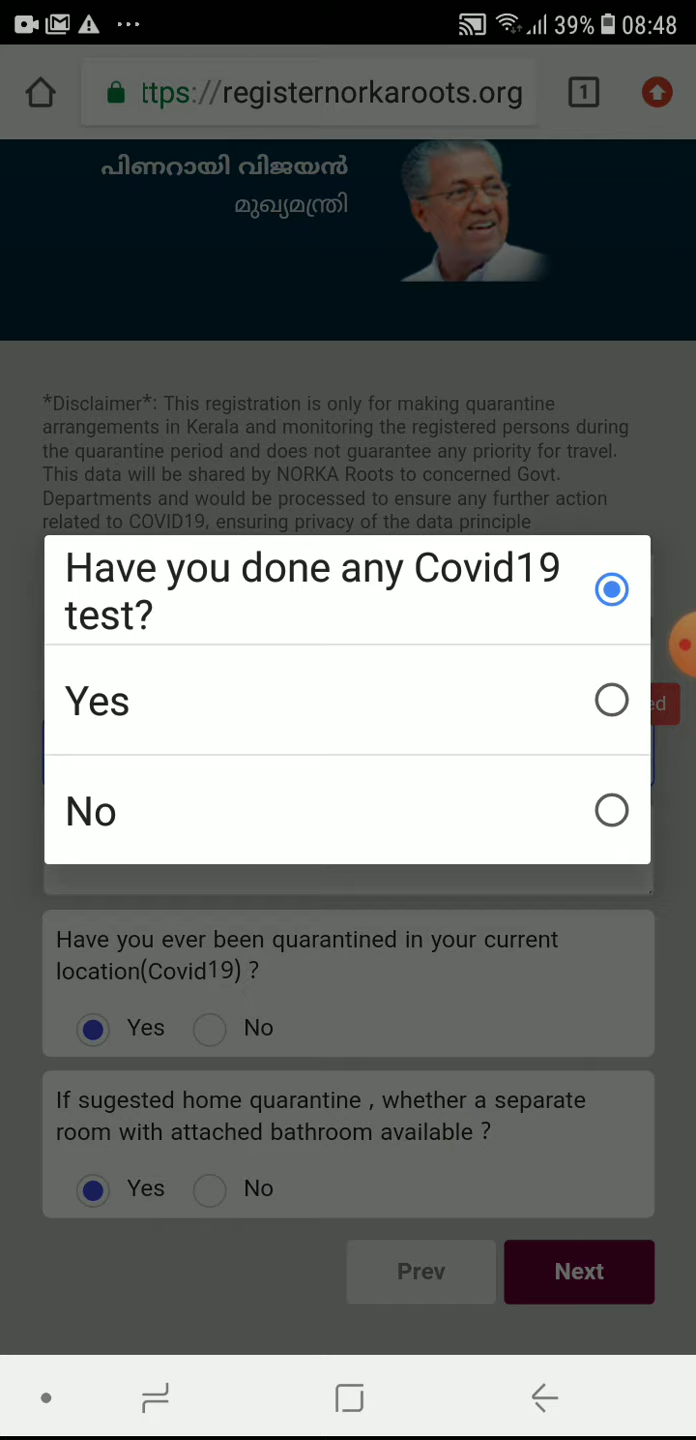 39% 08:48
ttps://registernorkaroots.org 1
പിണറായി വിജയൻ
മുഖ്യമന്ത്രി
*Disclaimer*: This registration is only for making quarantine
arrangements in Kerala and monitoring the registered persons during
the quarantine period and does not guarantee any priority for travel.
This data will be shared by NORKA Roots to concerned Govt.
Departments and would be processed to ensure any further action
related to COVID19, ensuring privacy of the data principle
Have you done any Covid19
test?
Yes
ed
No
Have you ever been quarantined in your current
location(Covid19) ?
Yes No
If sugested home quarantine , whether a separate
room with attached bathroom available ?
Yes No
Prev Next